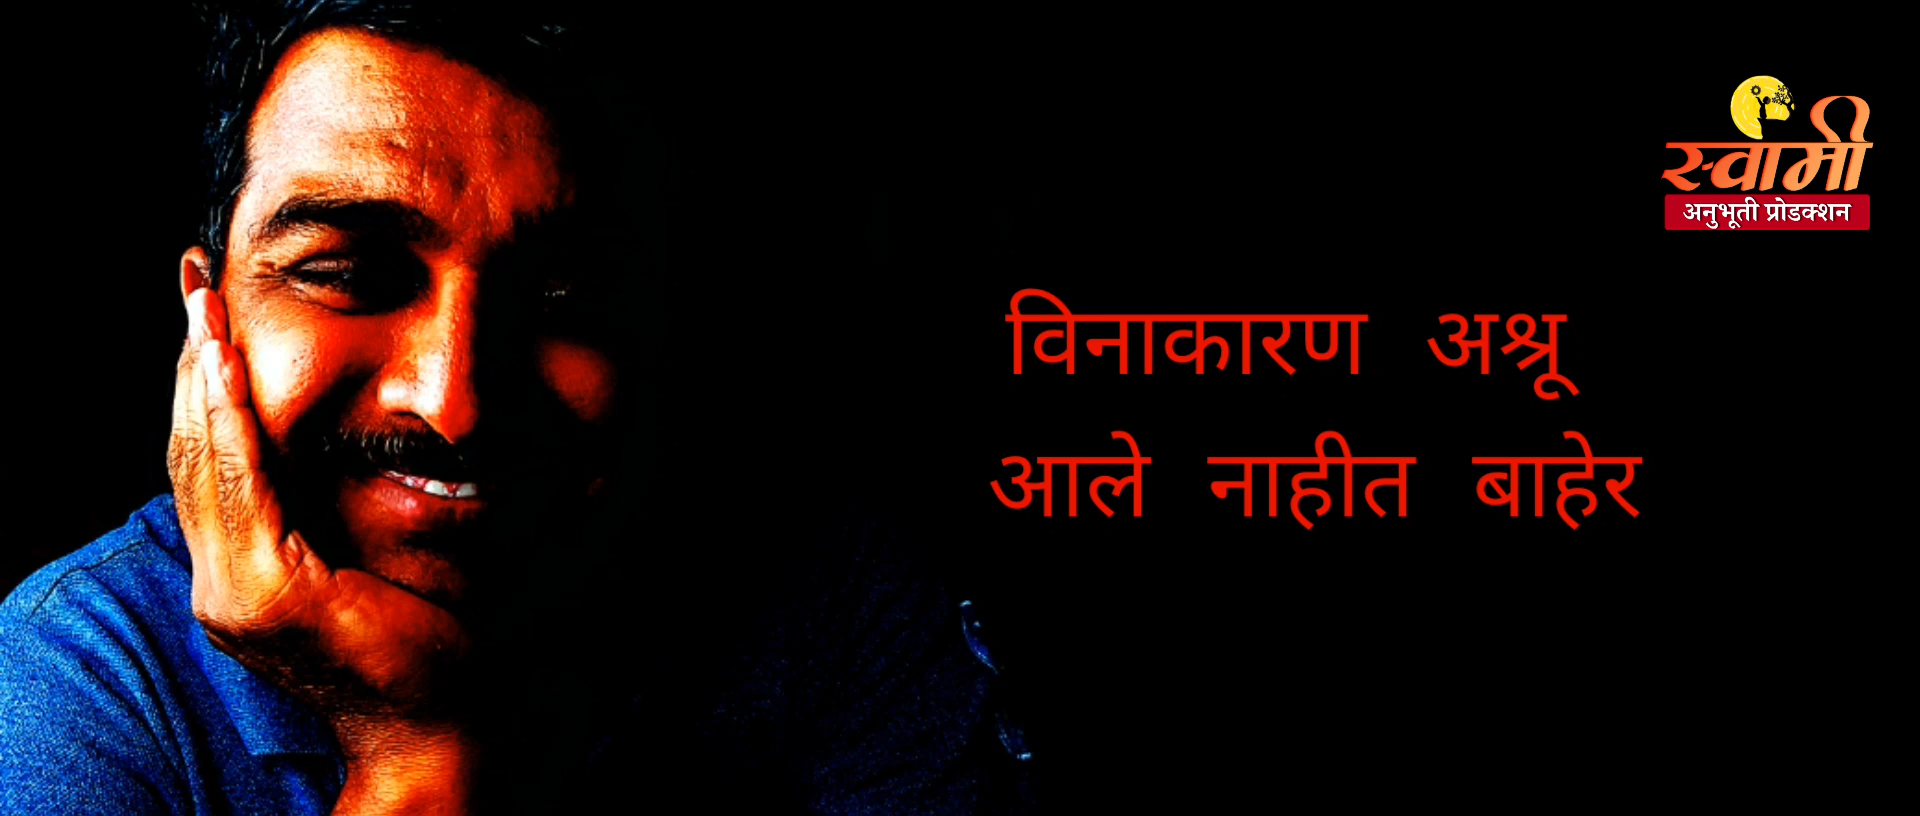 स्वामी
अनुभूती प्रोडक्शन
विनाकारण अश्रू
आले नाहीत बाहेर